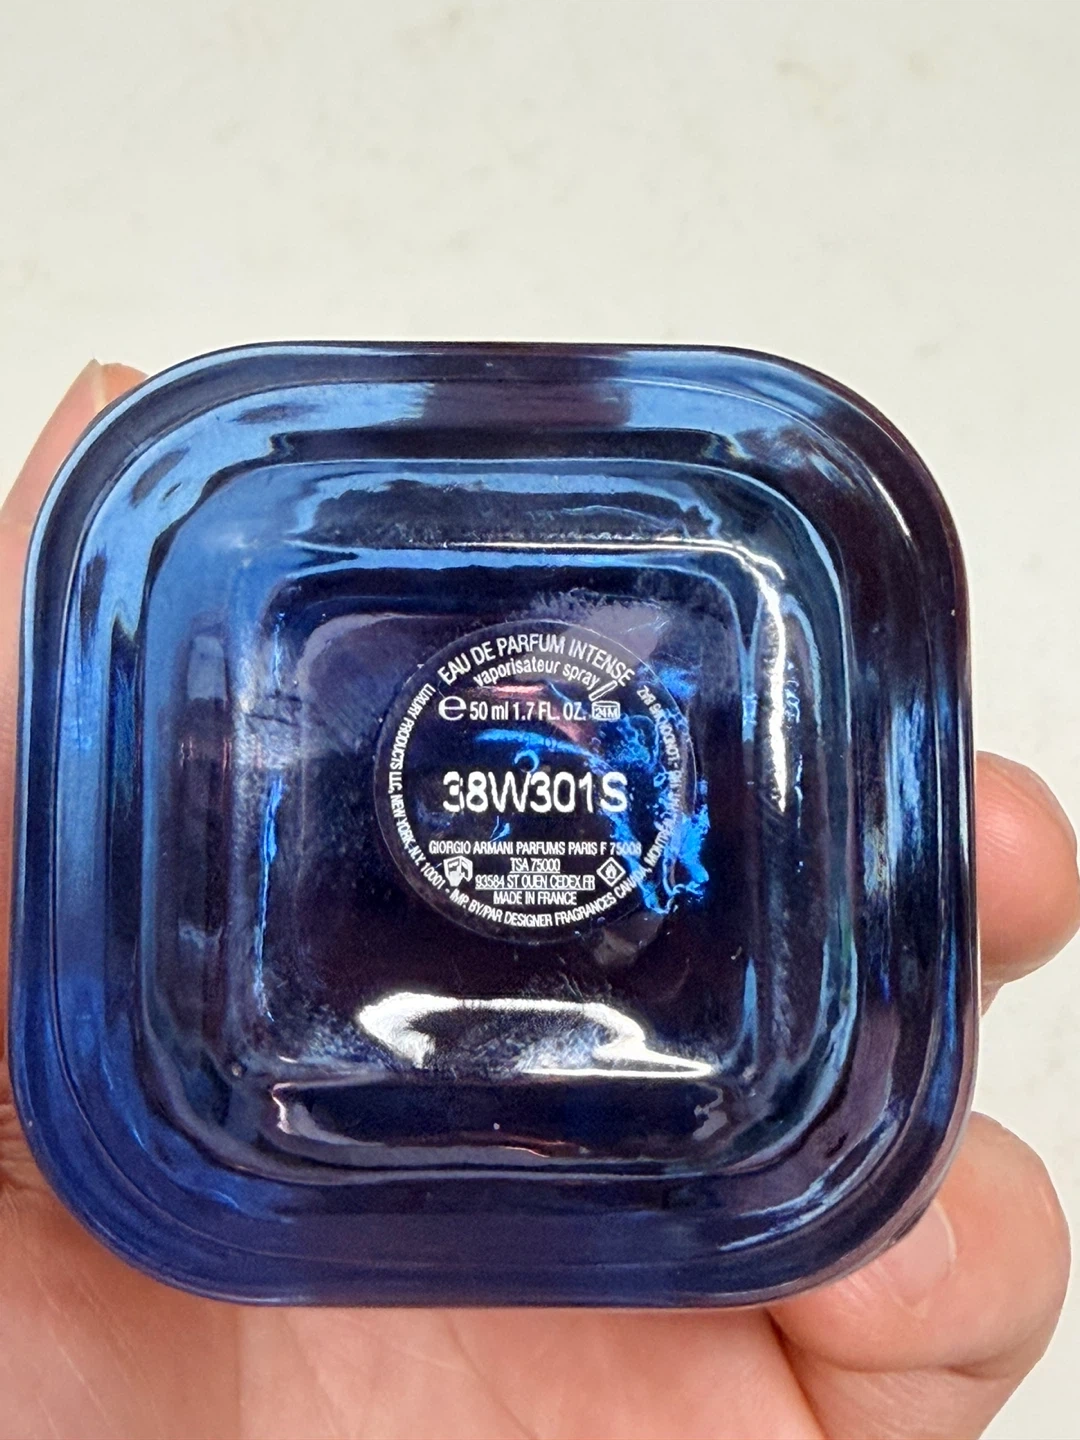 EAU DE PARFUM INTENSE
vaporisateur spray
e 50 ml 1.7 FL. OZ. 24M
38W301S
GIORGIO ARMANI PARFUMS PARIS F 75008
TSA 75000
93584 ST OUEN CEDEX FR
MADE IN FRANCE
LUXURY PRODUCTS LLC, NEW YORK, N.Y. 10001 - IMP. BY/PAR DESIGNER FRAGRANCES CANADA, MONTRÉAL